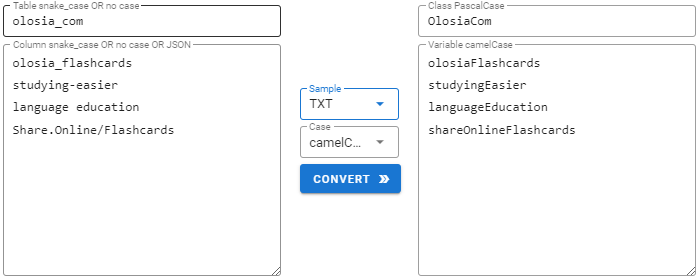 Table snake_case OR no case
olosia_com
Column snake_case OR no case OR JSON
olosia_flashcards
studying-easier
language education
Share.Online/Flashcards
Sample
TXT
Case
camelC...
CONVERT
Class PascalCase
OlosiaCom
Variable camelCase
olosiaFlashcards
studyingEasier
languageEducation
shareOnlineFlashcards